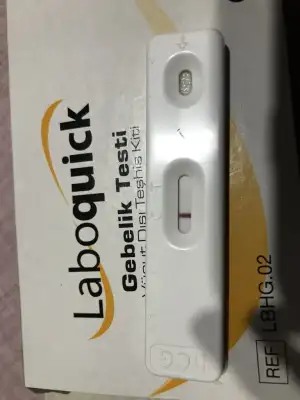 Laboquick
Gebelik Testi
Vücut Dışı Teşhis Kiti
REF LBHG.02
hCG